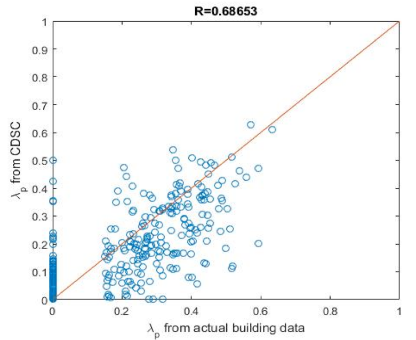 R=0.68653
λp from CDSC
1
0.9
0.8
0.7
0.6
0.5
0.4
0.3
0.2
0.1
0
0 0.2 0.4 0.6 0.8 1
λp from actual building data